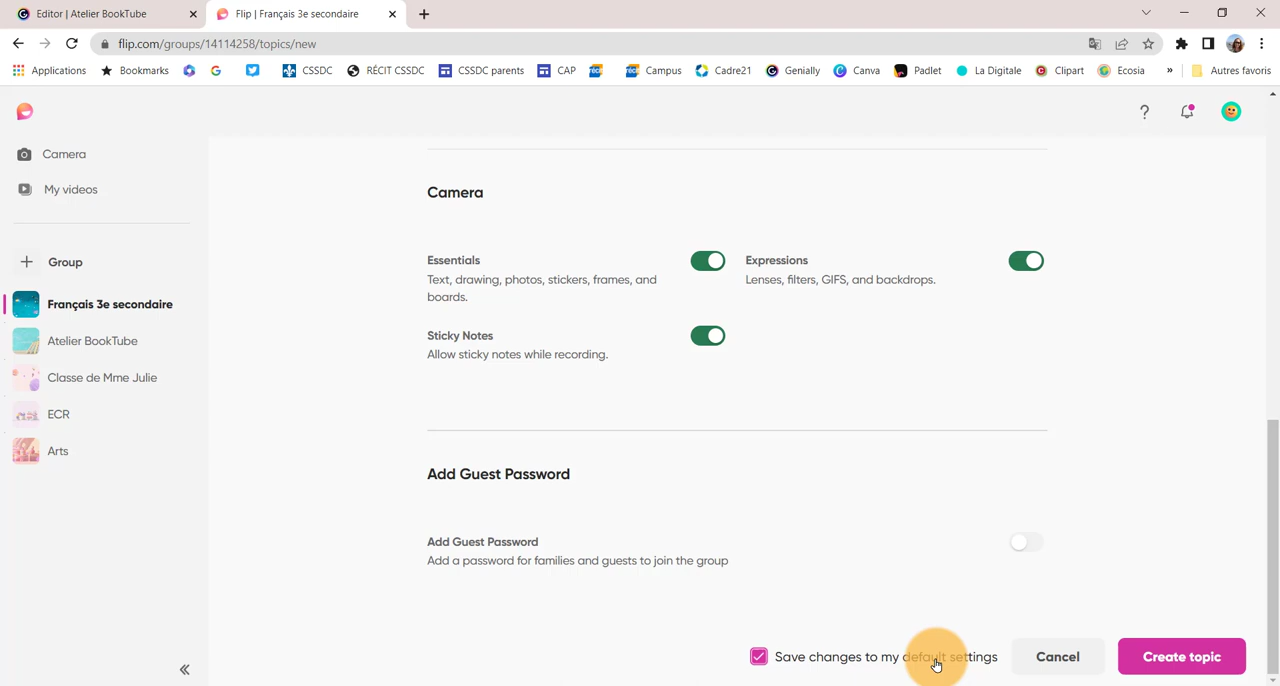 Editor | Atelier BookTube
Flip | Français 3e secondaire
flip.com/groups/14114258/topics/new
Applications
Bookmarks
CSSDC
RÉCIT CSSDC
CSSDC parents
CAP
Campus
Cadre21
Genially
Canva
Padlet
La Digitale
Clipart
Ecosia
»
Autres favoris
Camera
My videos
Group
Français 3e secondaire
Atelier BookTube
Classe de Mme Julie
ECR
Arts
Camera
Essentials
Text, drawing, photos, stickers, frames, and
boards.
Expressions
Lenses, filters, GIFS, and backdrops.
Sticky Notes
Allow sticky notes while recording.
Add Guest Password
Add Guest Password
Add a password for families and guests to join the group
Save changes to my default settings
Cancel
Create topic